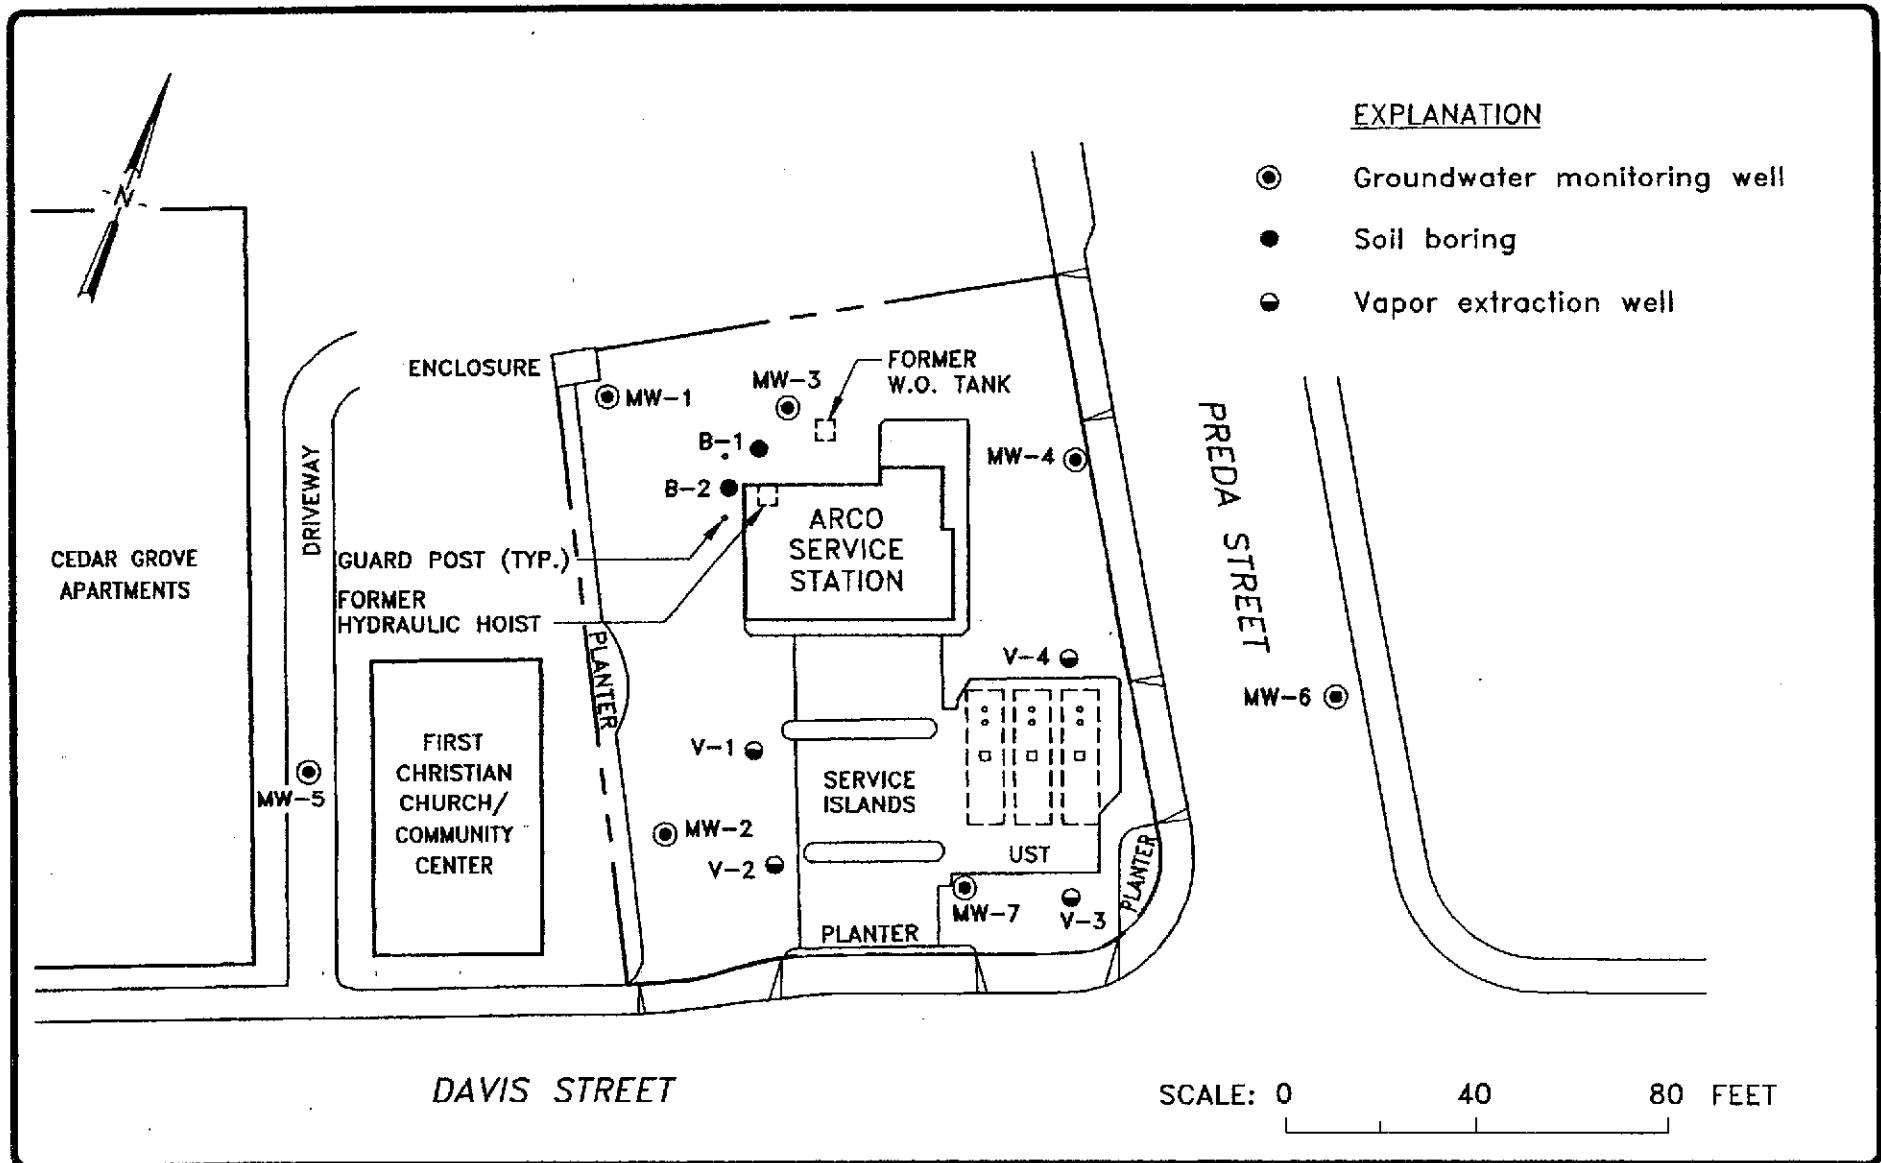 EXPLANATION
Groundwater monitoring well
Soil boring
Vapor extraction well
N
ENCLOSURE
MW-1
MW-3
FORMER
W.O. TANK
B-1
B-2
MW-4
DRIVEWAY
PREDA STREET
ARCO
SERVICE
STATION
CEDAR GROVE
APARTMENTS
GUARD POST (TYP.)
FORMER
HYDRAULIC HOIST
PLANTER
V-4
MW-6
FIRST
CHRISTIAN
CHURCH/
COMMUNITY
CENTER
V-1
SERVICE
ISLANDS
MW-5
MW-2
V-2
UST
PLANTER
MW-7
V-3
PLANTER
DAVIS STREET
SCALE: 0 40 80 FEET